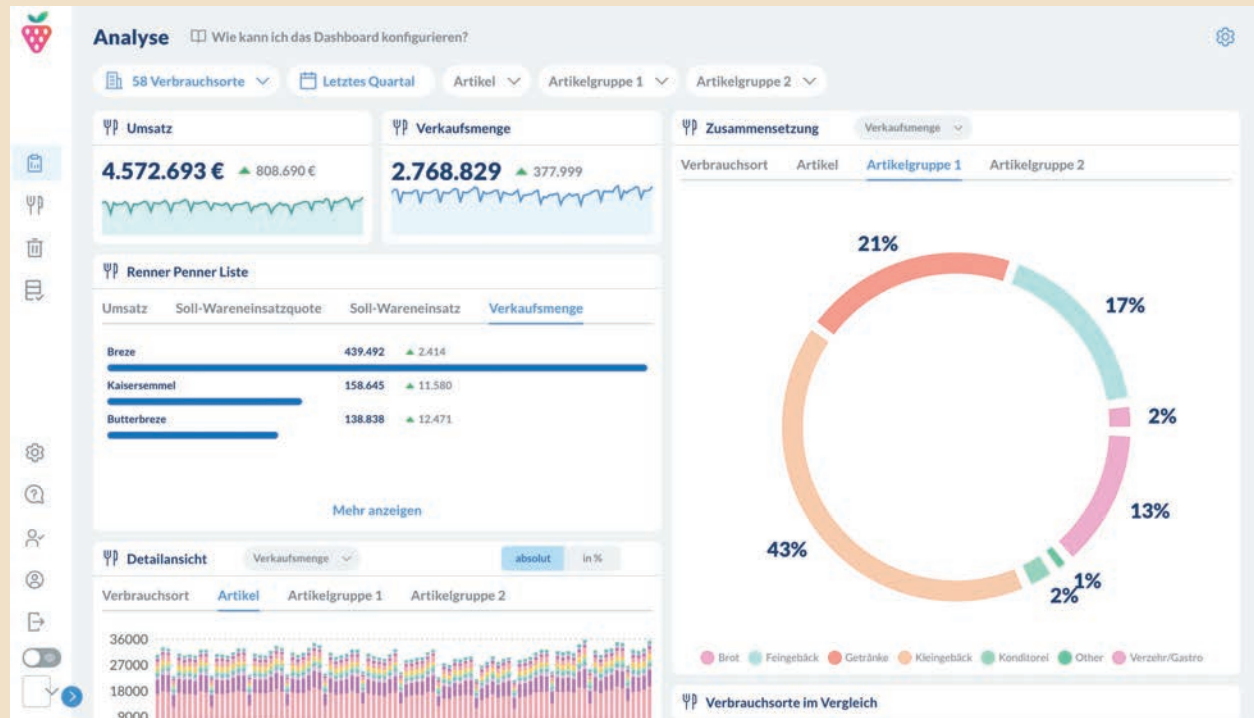 Analyse
Wie kann ich das Dashboard konfigurieren?
58 Verbrauchsorte
Letztes Quartal
Artikel
Artikelgruppe 1
Artikelgruppe 2
Umsatz
4.572.693 € 808.690 €
Verkaufsmenge
2.768.829 377.999
Renner Penner Liste
Umsatz Soll-Wareneinsatzquote Soll-Wareneinsatz Verkaufsmenge
Breze 439.492 2.414
Kaisersemmel 158.645 11.580
Butterbreze 138.838 12.471
Mehr anzeigen
Detailansicht Verkaufsmenge absolut in %
Verbrauchsort Artikel Artikelgruppe 1 Artikelgruppe 2
36000
27000
18000
9000
Zusammensetzung Verkaufsmenge
Verbrauchsort Artikel Artikelgruppe 1 Artikelgruppe 2
21%
17%
2%
13%
1%
2%
43%
Brot Feingebäck Getränke Kleingebäck Konditorei Other Verzehr/Gastro
Verbrauchsorte im Vergleich